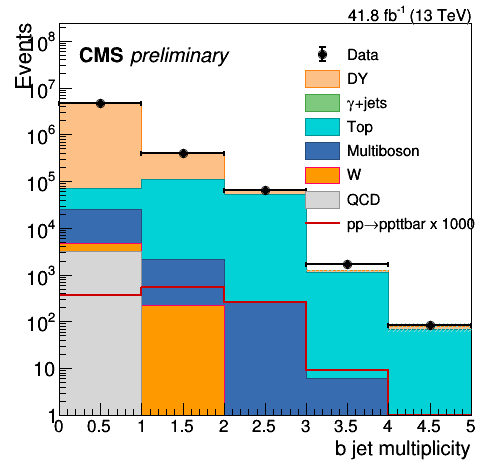 41.8 fb⁻¹ (13 TeV)
Events
CMS preliminary
Data
DY
γ+jets
Top
Multiboson
W
QCD
pp→ppttbar x 1000
10⁸
10⁷
10⁶
10⁵
10⁴
10³
10²
10
1
0 0.5 1 1.5 2 2.5 3 3.5 4 4.5 5
b jet multiplicity